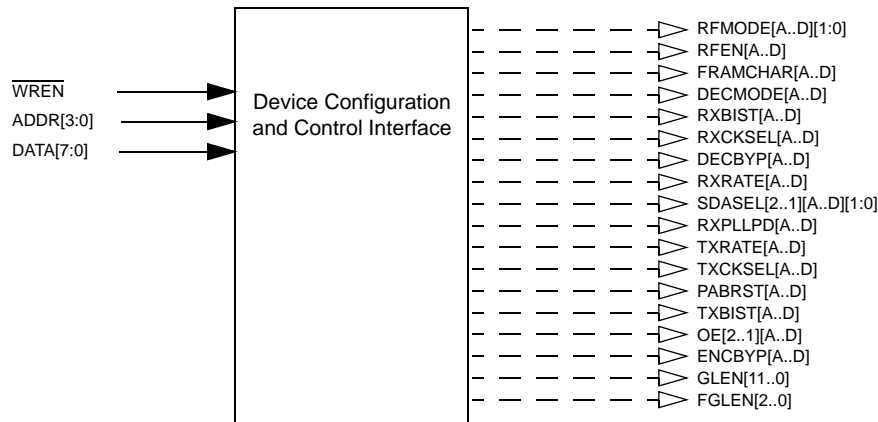 WREN
ADDR[3:0]
DATA[7:0]
Device Configuration
and Control Interface
RFMODE[A..D][1:0]
RFEN[A..D]
FRAMCHAR[A..D]
DECMODE[A..D]
RXBIST[A..D]
RXCKSEL[A..D]
DECBYP[A..D]
RXRATE[A..D]
SDASEL[2..1][A..D][1:0]
RXPLLPD[A..D]
TXRATE[A..D]
TXCKSEL[A..D]
PABRST[A..D]
TXBIST[A..D]
OE[2..1][A..D]
ENCBYP[A..D]
GLEN[11..0]
FGLEN[2..0]